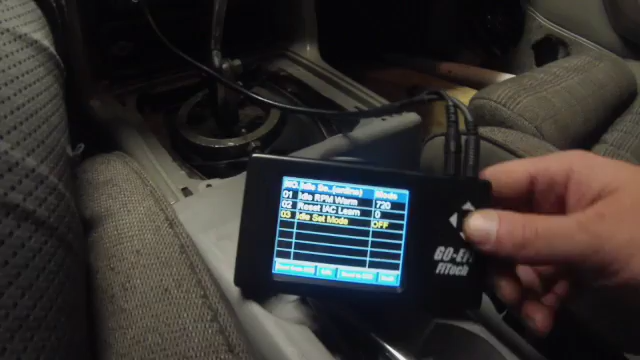 Idle Se..(online) Mode
01 Idle RPM Warm 720
02 Reset IAC Learn 0
03 Idle Set Mode OFF
GO-EFI
FiTech